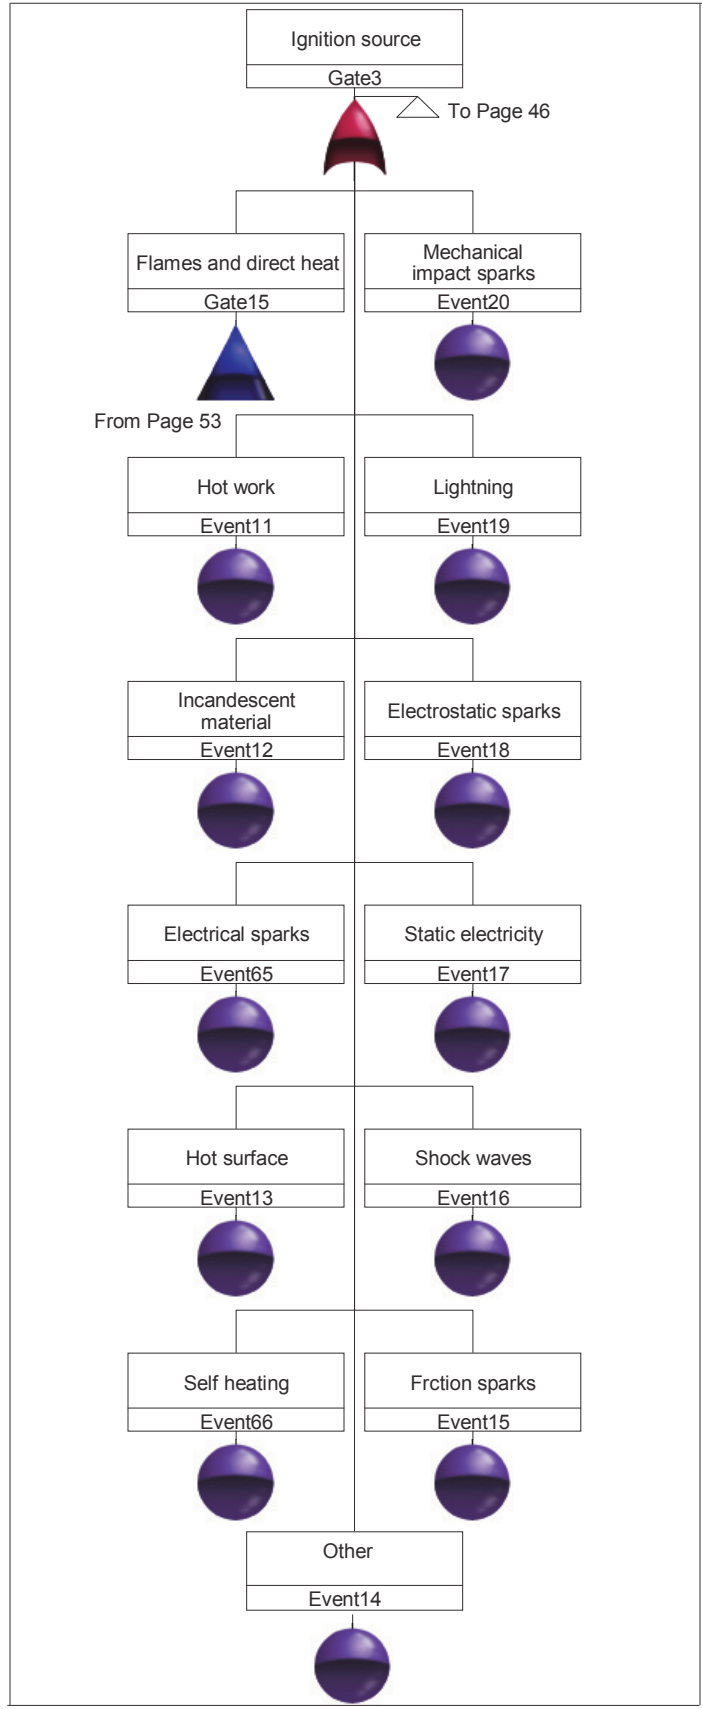 Ignition source
Gate3
To Page 46
Flames and direct heat
Gate15
From Page 53
Mechanical
impact sparks
Event20
Hot work
Event11
Lightning
Event19
Incandescent
material
Event12
Electrostatic sparks
Event18
Electrical sparks
Event65
Static electricity
Event17
Hot surface
Event13
Shock waves
Event16
Self heating
Event66
Frction sparks
Event15
Other
Event14